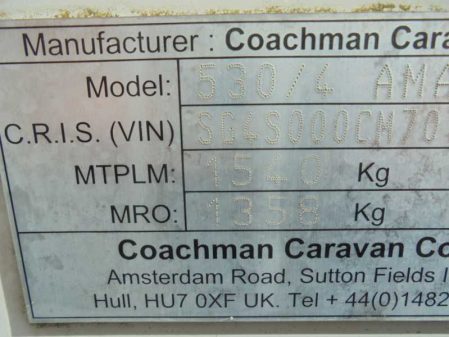 Manufacturer : Coachman Cara
Model: 530/4 AMA
C.R.I.S. (VIN) SG4S000CM70
MTPLM: 1540 Kg
MRO: 1358 Kg
Coachman Caravan Co
Amsterdam Road, Sutton Fields I
Hull, HU7 0XF UK. Tel + 44(0)1482